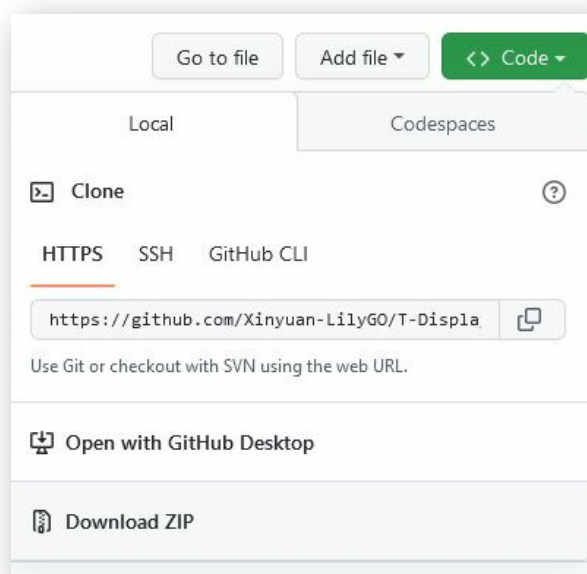 Go to file
Add file
Code
Local
Codespaces
Clone
HTTPS
SSH
GitHub CLI
https://github.com/Xinyuan-LilyGO/T-Displa
Use Git or checkout with SVN using the web URL.
Open with GitHub Desktop
Download ZIP